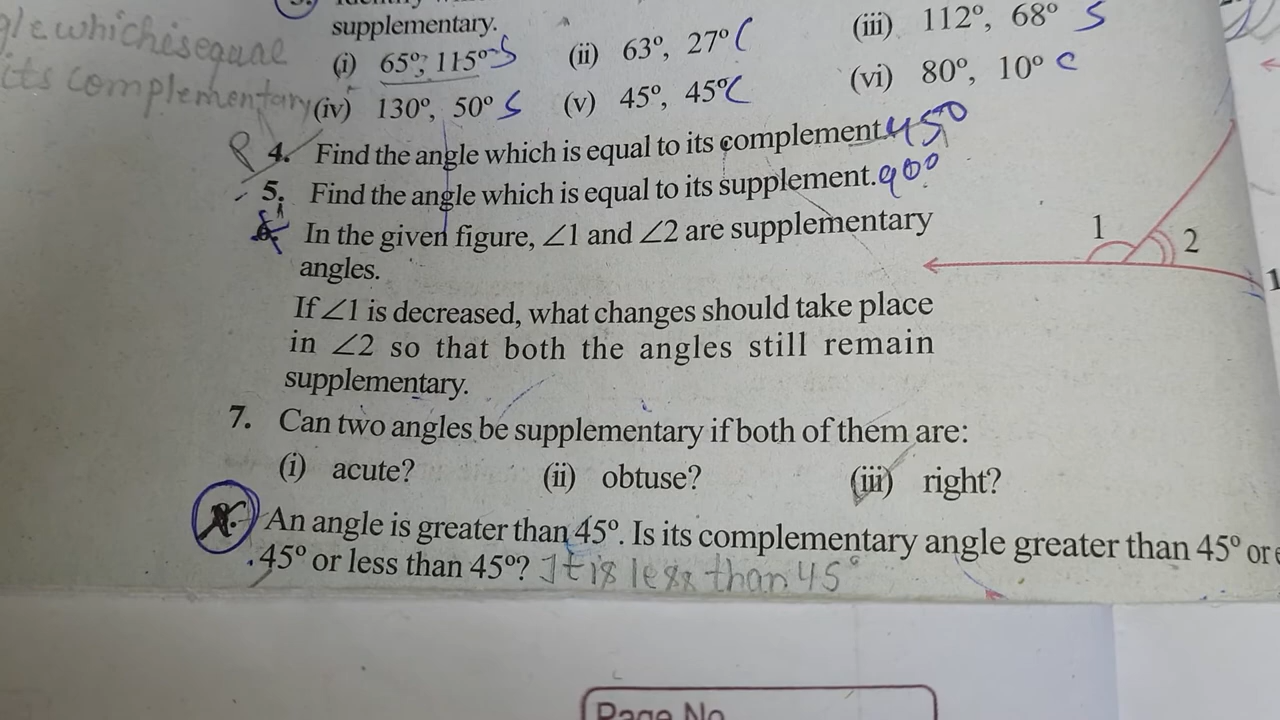 gle which is equal
its complementary
supplementary.
(i) 65°, 115° S (ii) 63°, 27° C (iii) 112°, 68° S
(iv) 130°, 50° S (v) 45°, 45° C (vi) 80°, 10° C
4. Find the angle which is equal to its complement. 45°
5. Find the angle which is equal to its supplement. 90°
In the given figure, ∠1 and ∠2 are supplementary
angles.
1 2
If ∠1 is decreased, what changes should take place
in ∠2 so that both the angles still remain
supplementary.
7. Can two angles be supplementary if both of them are:
(i) acute? (ii) obtuse? (iii) right?
An angle is greater than 45°. Is its complementary angle greater than 45° or
45° or less than 45°? It is less than 45°
Page No